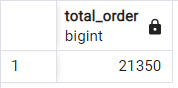 total_order
bigint
1 21350